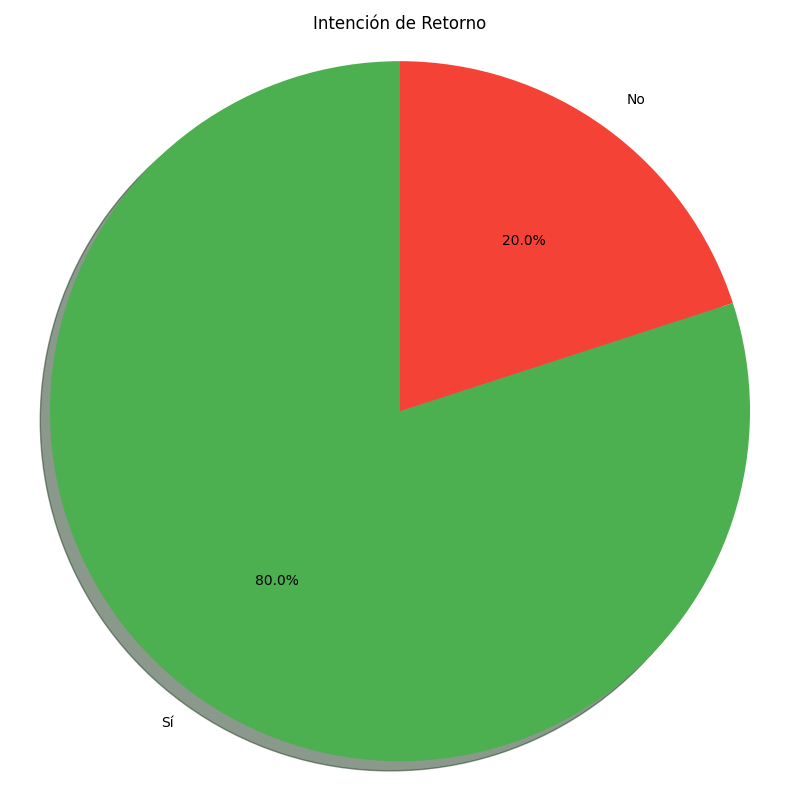 Intención de Retorno
No
20.0%
80.0%
Sí